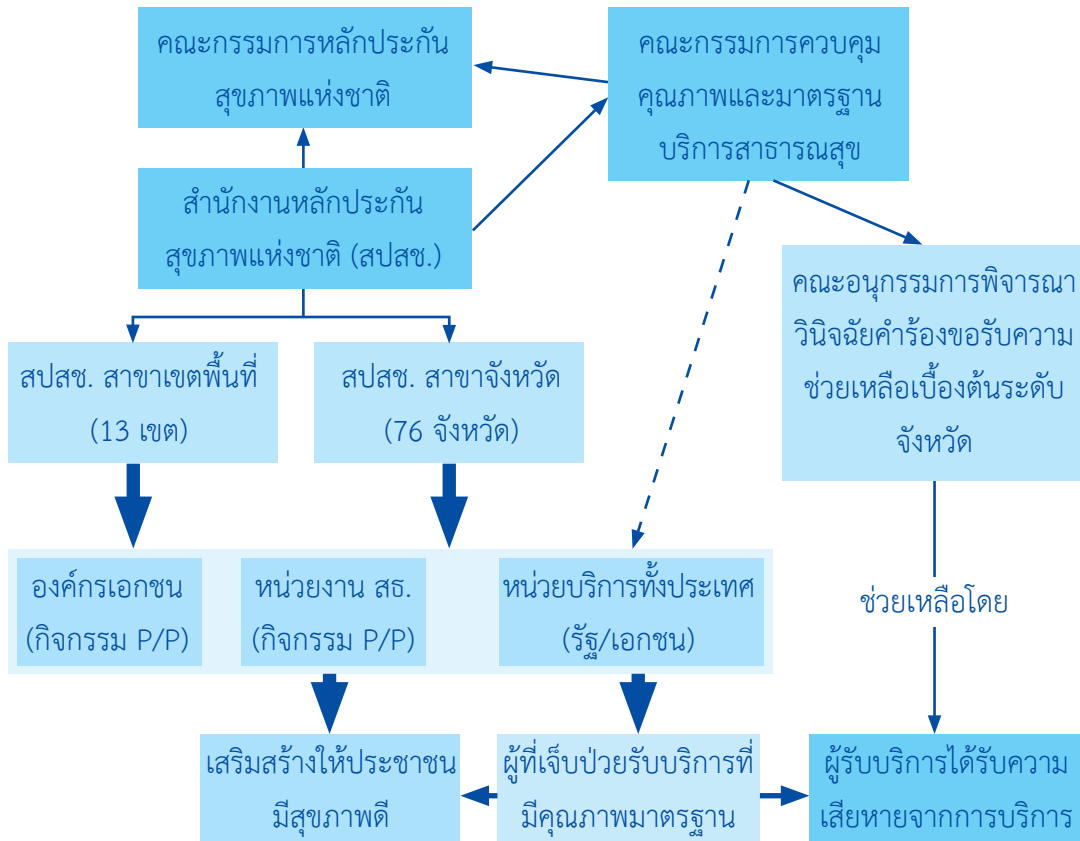 คณะกรรมการหลักประกัน
สุขภาพแห่งชาติ
คณะกรรมการควบคุม
คุณภาพและมาตรฐาน
บริการสาธารณสุข
สำนักงานหลักประกัน
สุขภาพแห่งชาติ (สปสช.)
คณะอนุกรรมการพิจารณา
วินิจฉัยคำร้องขอรับความ
ช่วยเหลือเบื้องต้นระดับ
จังหวัด
สปสช. สาขาเขตพื้นที่
(13 เขต)
สปสช. สาขาจังหวัด
(76 จังหวัด)
องค์กรเอกชน
(กิจกรรม P/P)
หน่วยงาน สธ.
(กิจกรรม P/P)
หน่วยบริการทั้งประเทศ
(รัฐ/เอกชน)
ช่วยเหลือโดย
เสริมสร้างให้ประชาชน
มีสุขภาพดี
ผู้ที่เจ็บป่วยรับบริการที่
มีคุณภาพมาตรฐาน
ผู้รับบริการได้รับความ
เสียหายจากการบริการ